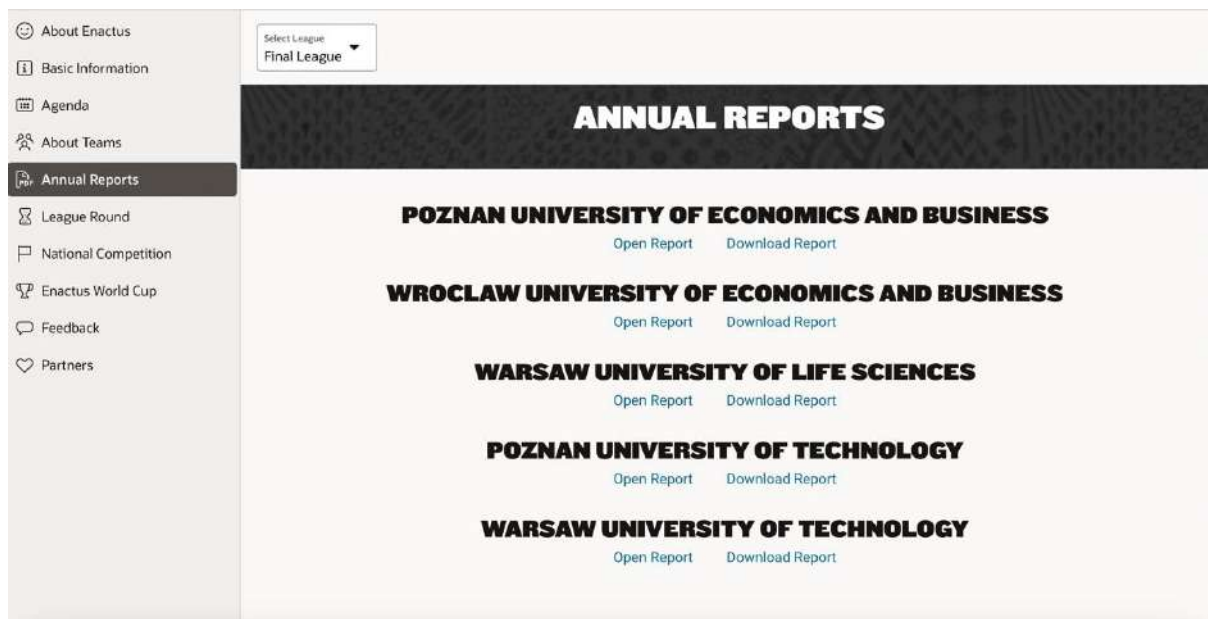 About Enactus
Basic Information
Agenda
About Teams
Annual Reports
League Round
National Competition
Enactus World Cup
Feedback
Partners
Select League
Final League
ANNUAL REPORTS
POZNAN UNIVERSITY OF ECONOMICS AND BUSINESS
Open Report Download Report
WROCLAW UNIVERSITY OF ECONOMICS AND BUSINESS
Open Report Download Report
WARSAW UNIVERSITY OF LIFE SCIENCES
Open Report Download Report
POZNAN UNIVERSITY OF TECHNOLOGY
Open Report Download Report
WARSAW UNIVERSITY OF TECHNOLOGY
Open Report Download Report